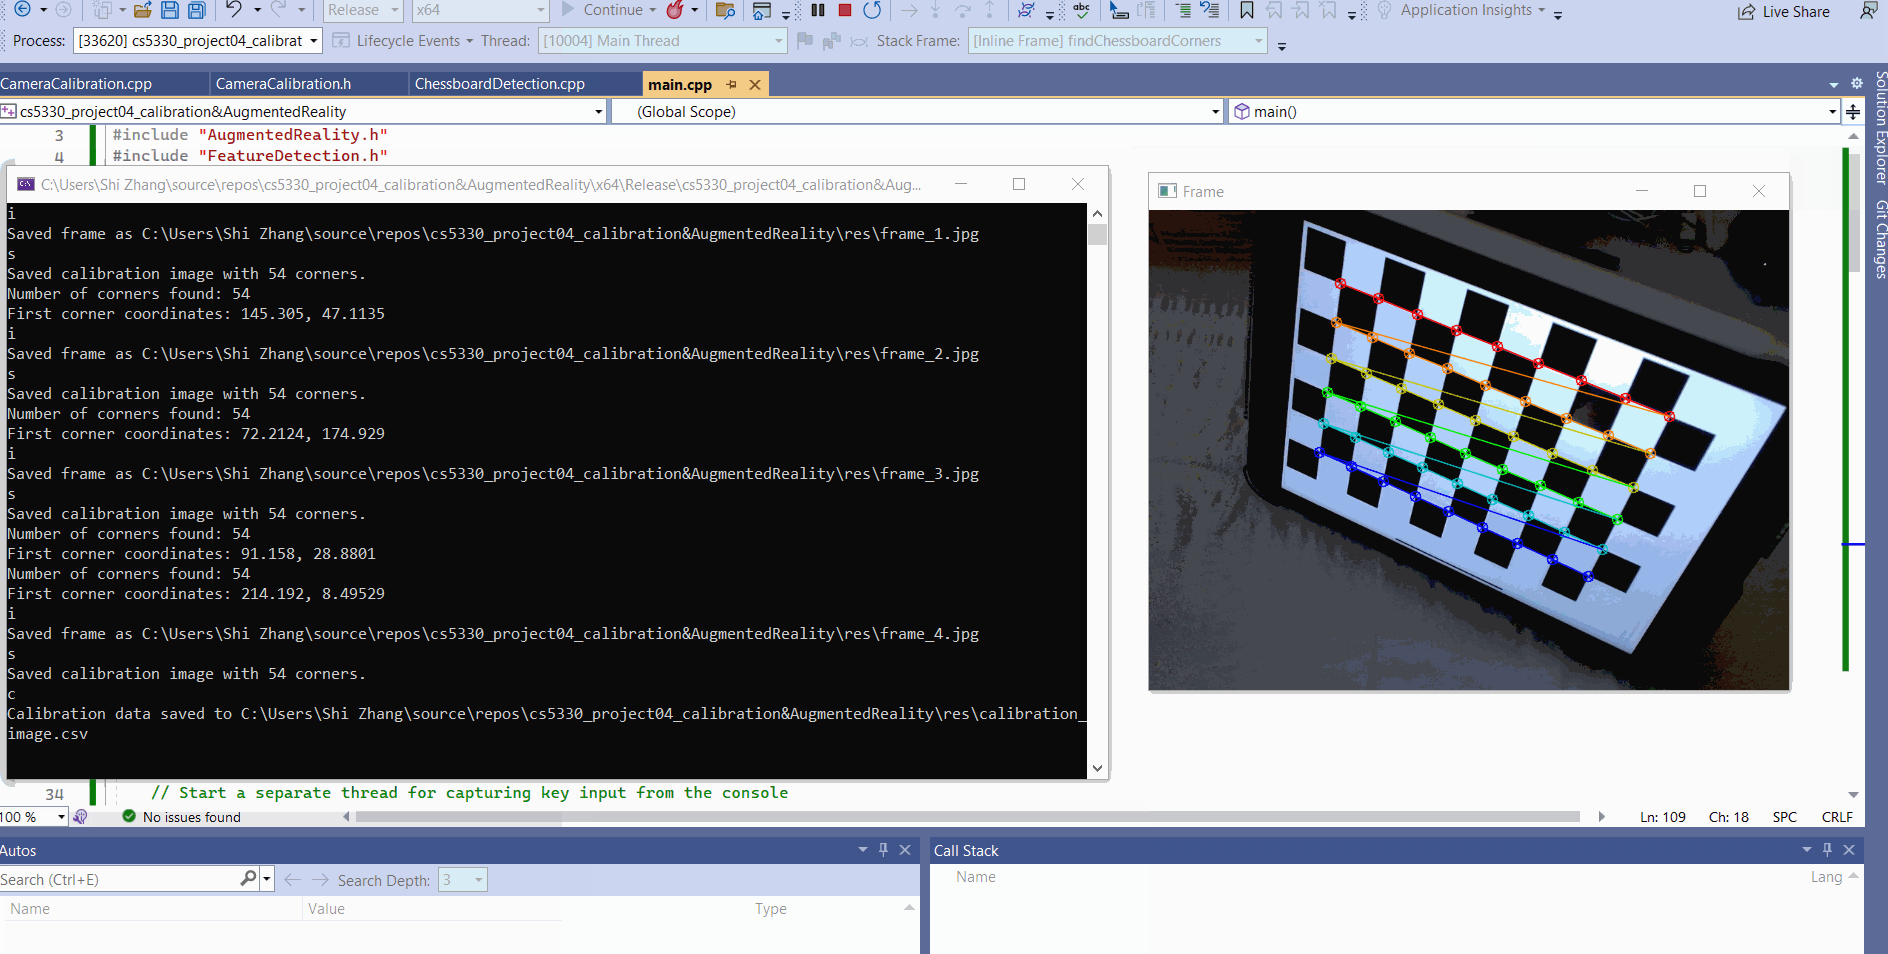 Release
x64
Continue
abc
Application Insights
Live Share
Process: [33620] cs5330_project04_calibrat
Lifecycle Events
Thread: [10004] Main Thread
Stack Frame: [Inline Frame] findChessboardCorners
CameraCalibration.cpp
CameraCalibration.h
ChessboardDetection.cpp
main.cpp
cs5330_project04_calibration&AugmentedReality
(Global Scope)
main()
3 #include "AugmentedReality.h"
4 #include "FeatureDetection.h"
C:\Users\Shi Zhang\source\repos\cs5330_project04_calibration&AugmentedReality\x64\Release\cs5330_project04_calibration&Aug...
i
Saved frame as C:\Users\Shi Zhang\source\repos\cs5330_project04_calibration&AugmentedReality\res\frame_1.jpg
s
Saved calibration image with 54 corners.
Number of corners found: 54
First corner coordinates: 145.305, 47.1135
i
Saved frame as C:\Users\Shi Zhang\source\repos\cs5330_project04_calibration&AugmentedReality\res\frame_2.jpg
s
Saved calibration image with 54 corners.
Number of corners found: 54
First corner coordinates: 72.2124, 174.929
i
Saved frame as C:\Users\Shi Zhang\source\repos\cs5330_project04_calibration&AugmentedReality\res\frame_3.jpg
s
Saved calibration image with 54 corners.
Number of corners found: 54
First corner coordinates: 91.158, 28.8801
Number of corners found: 54
First corner coordinates: 214.192, 8.49529
i
Saved frame as C:\Users\Shi Zhang\source\repos\cs5330_project04_calibration&AugmentedReality\res\frame_4.jpg
s
Saved calibration image with 54 corners.
c
Calibration data saved to C:\Users\Shi Zhang\source\repos\cs5330_project04_calibration&AugmentedReality\res\calibration_
image.csv
Frame
Solution Explorer
Git Changes
34 // Start a separate thread for capturing key input from the console
100 %
No issues found
Ln: 109 Ch: 18 SPC CRLF
Autos
Search (Ctrl+E)
Search Depth: 3
Name Value Type
Call Stack
Name Lang